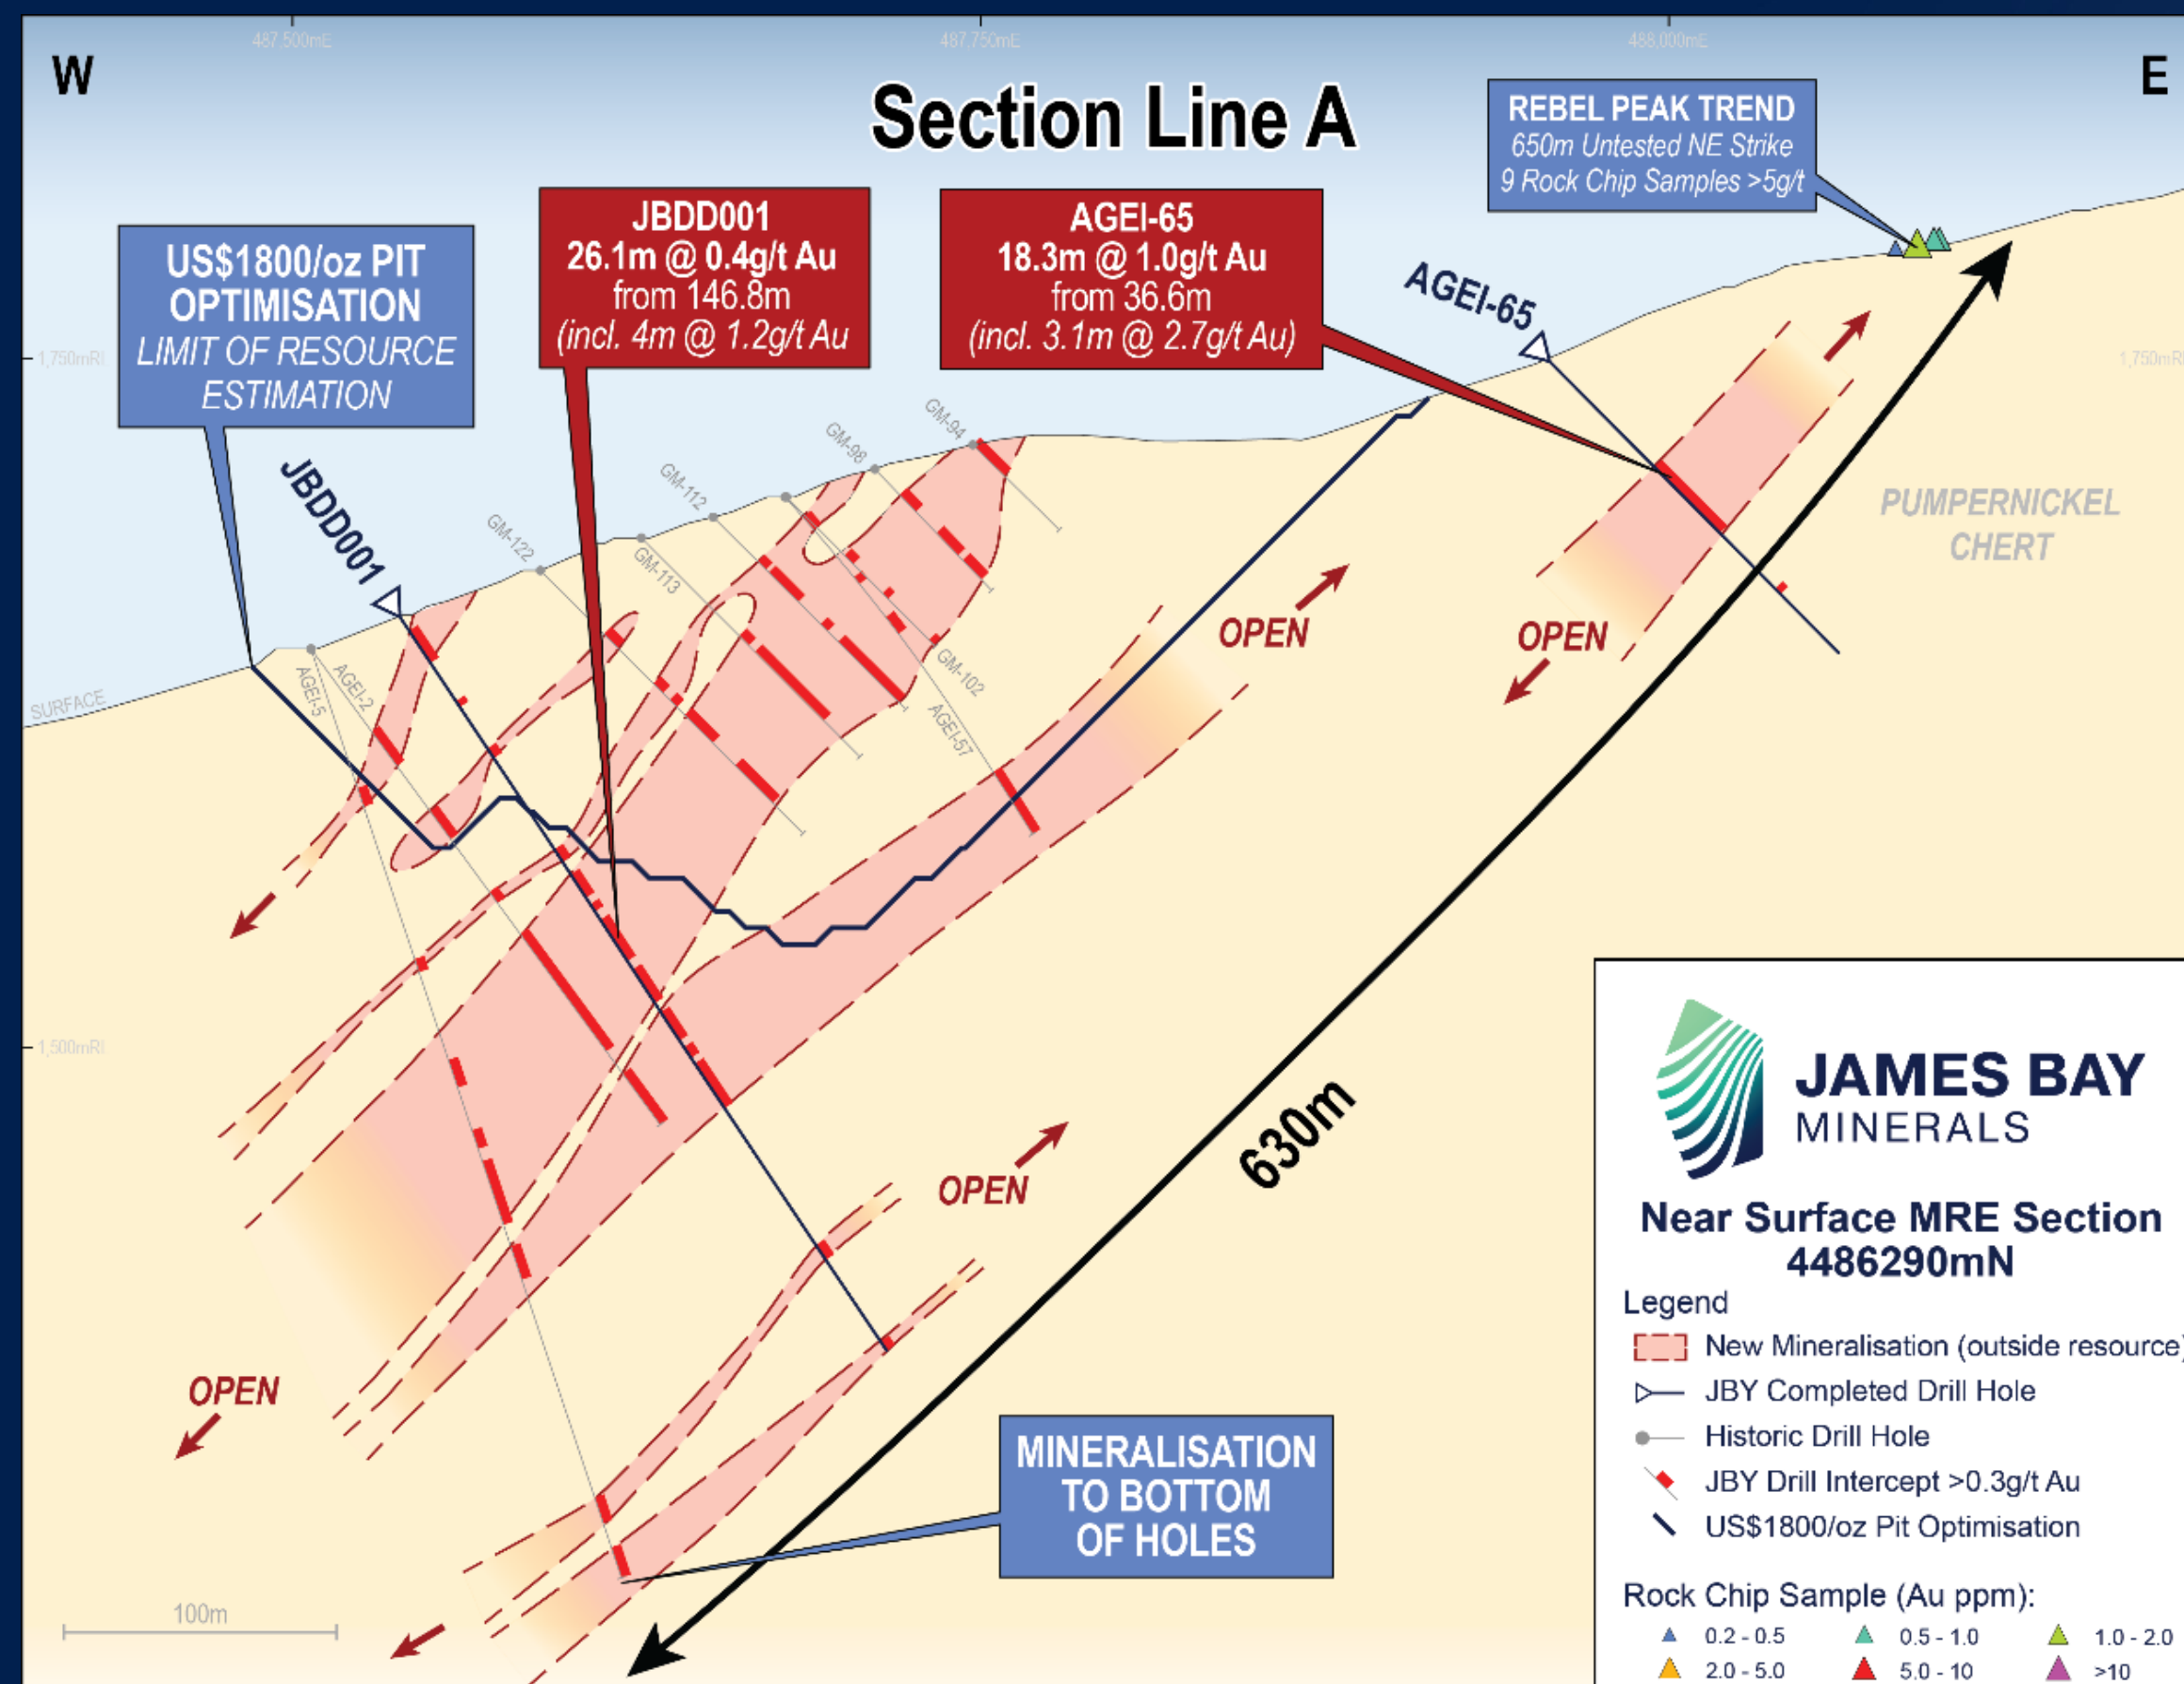 487,500mE
487,750mE
488,000mE
W
E
Section Line A
REBEL PEAK TREND
650m Untested NE Strike
9 Rock Chip Samples >5g/t
JBDD001
26.1m @ 0.4g/t Au
from 146.8m
(incl. 4m @ 1.2g/t Au
AGEI-65
18.3m @ 1.0g/t Au
from 36.6m
(incl. 3.1m @ 2.7g/t Au)
US$1800/oz PIT
OPTIMISATION
LIMIT OF RESOURCE
ESTIMATION
AGEI-65
1,750mRl
1,750mRl
GM-94
GM-98
GM-112
GM-122
GM-113
JBDD001
PUMPERNICKEL
CHERT
OPEN
OPEN
GM-102
AGEI-57
AGEI-5
AGEI-2
SURFACE
1,500mRl
630m
OPEN
OPEN
MINERALISATION
TO BOTTOM
OF HOLES
100m
JAMES BAY
MINERALS
Near Surface MRE Section
4486290mN
Legend
New Mineralisation (outside resource)
JBY Completed Drill Hole
Historic Drill Hole
JBY Drill Intercept >0.3g/t Au
US$1800/oz Pit Optimisation
Rock Chip Sample (Au ppm):
0.2 - 0.5
0.5 - 1.0
1.0 - 2.0
2.0 - 5.0
5.0 - 10
>10